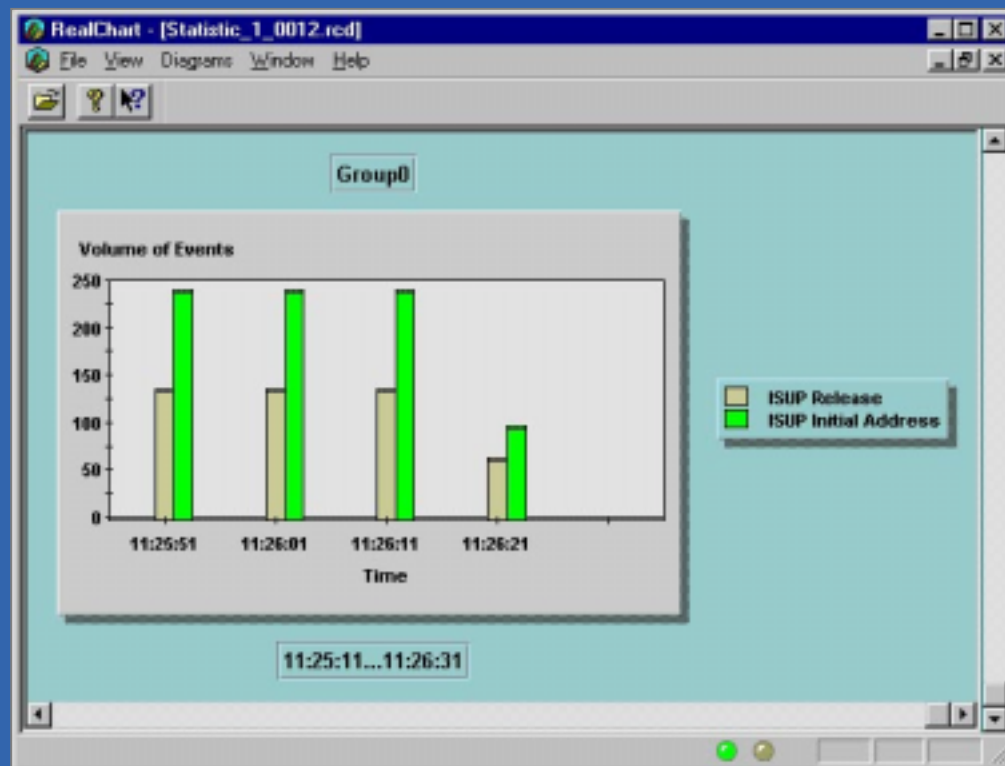 RealChart - [Statistic_1_0012.rcd]
File View Diagrams Window Help
Group0
Volume of Events
250
200
150
100
50
0
11:25:51 11:26:01 11:26:11 11:26:21
Time
ISUP Release
ISUP Initial Address
11:25:11...11:26:31